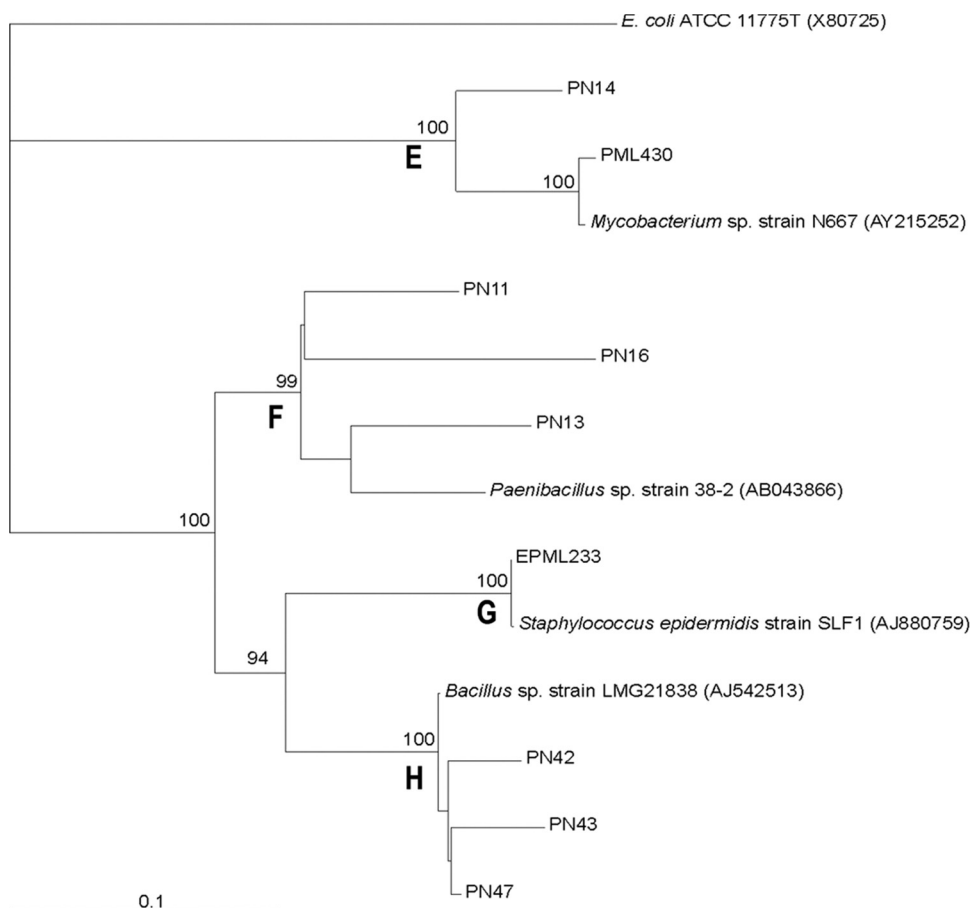 E. coli ATCC 11775T (X80725)
PN14
100
E
PML430
100
Mycobacterium sp. strain N667 (AY215252)
PN11
PN16
99
F
PN13
Paenibacillus sp. strain 38-2 (AB043866)
100
EPML233
100
G
Staphylococcus epidermidis strain SLF1 (AJ880759)
94
Bacillus sp. strain LMG21838 (AJ542513)
100
H
PN42
PN43
PN47
0.1